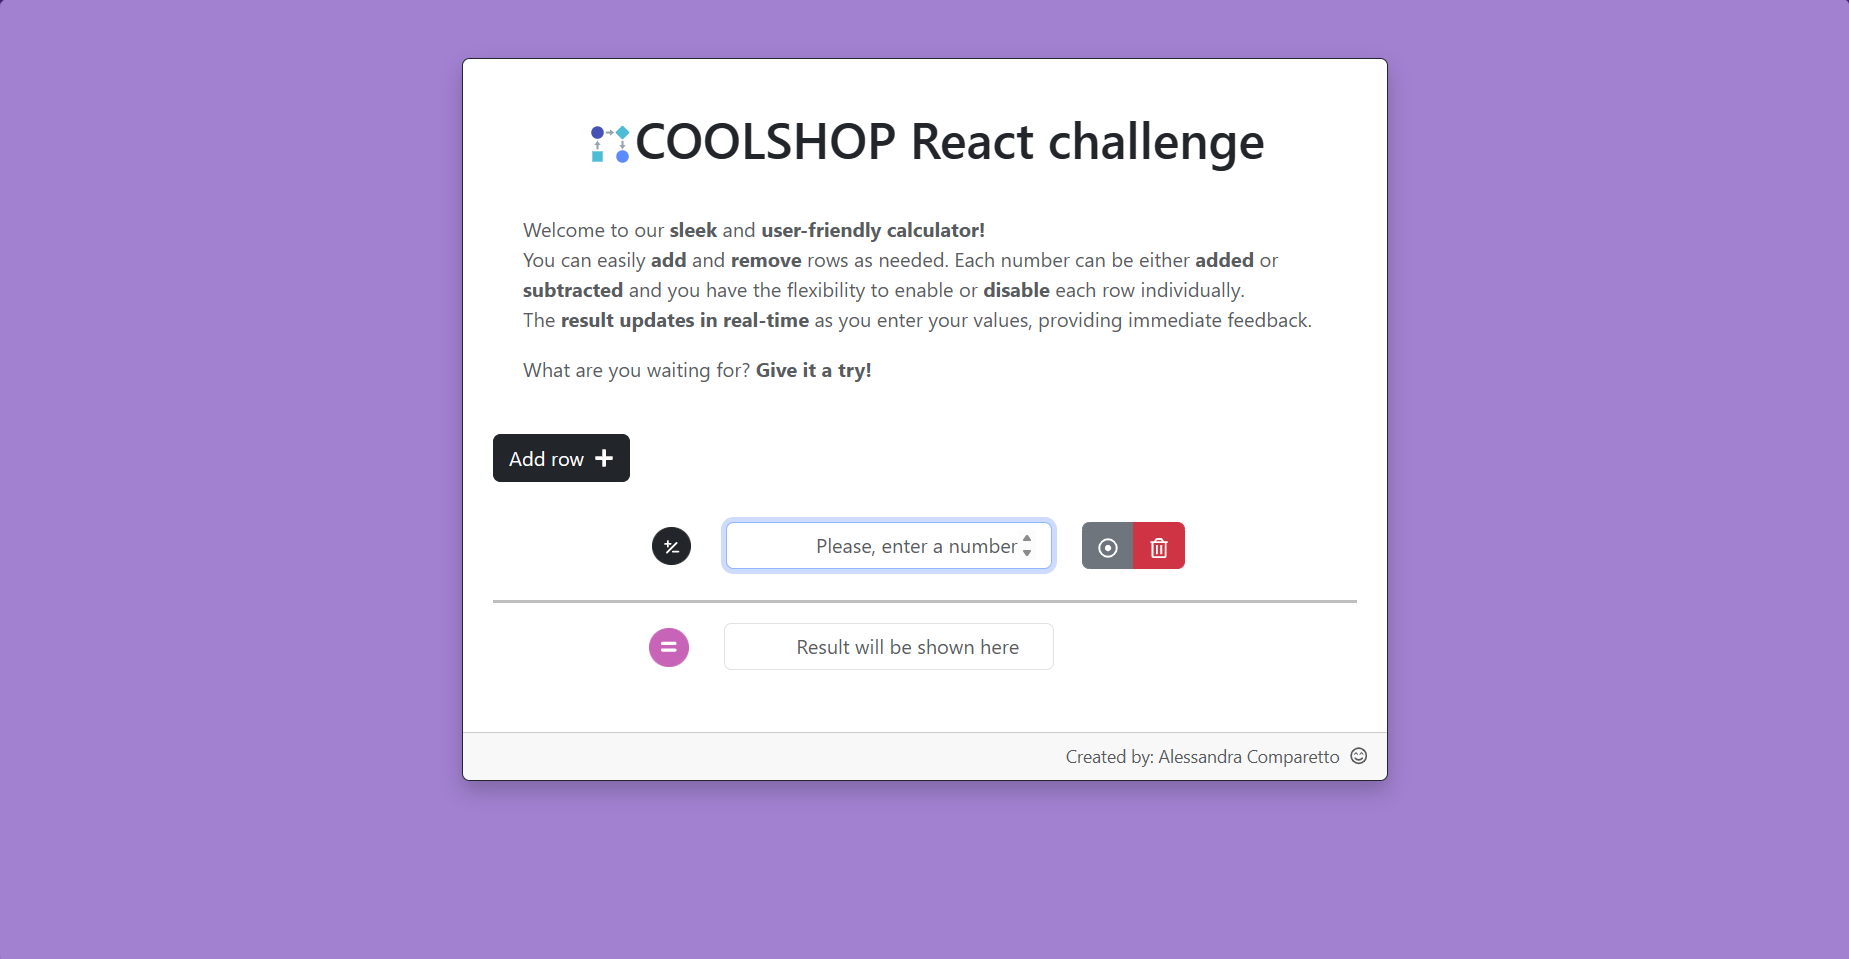 COOLSHOP React challenge
Welcome to our sleek and user-friendly calculator!
You can easily add and remove rows as needed. Each number can be either added or
subtracted and you have the flexibility to enable or disable each row individually.
The result updates in real-time as you enter your values, providing immediate feedback.
What are you waiting for? Give it a try!
Add row
Please, enter a number
Result will be shown here
Created by: Alessandra Comparetto